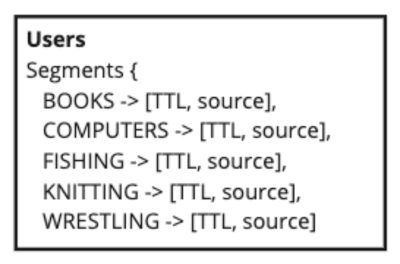 Users
Segments {
BOOKS -> [TTL, source],
COMPUTERS -> [TTL, source],
FISHING -> [TTL, source],
KNITTING -> [TTL, source],
WRESTLING -> [TTL, source]